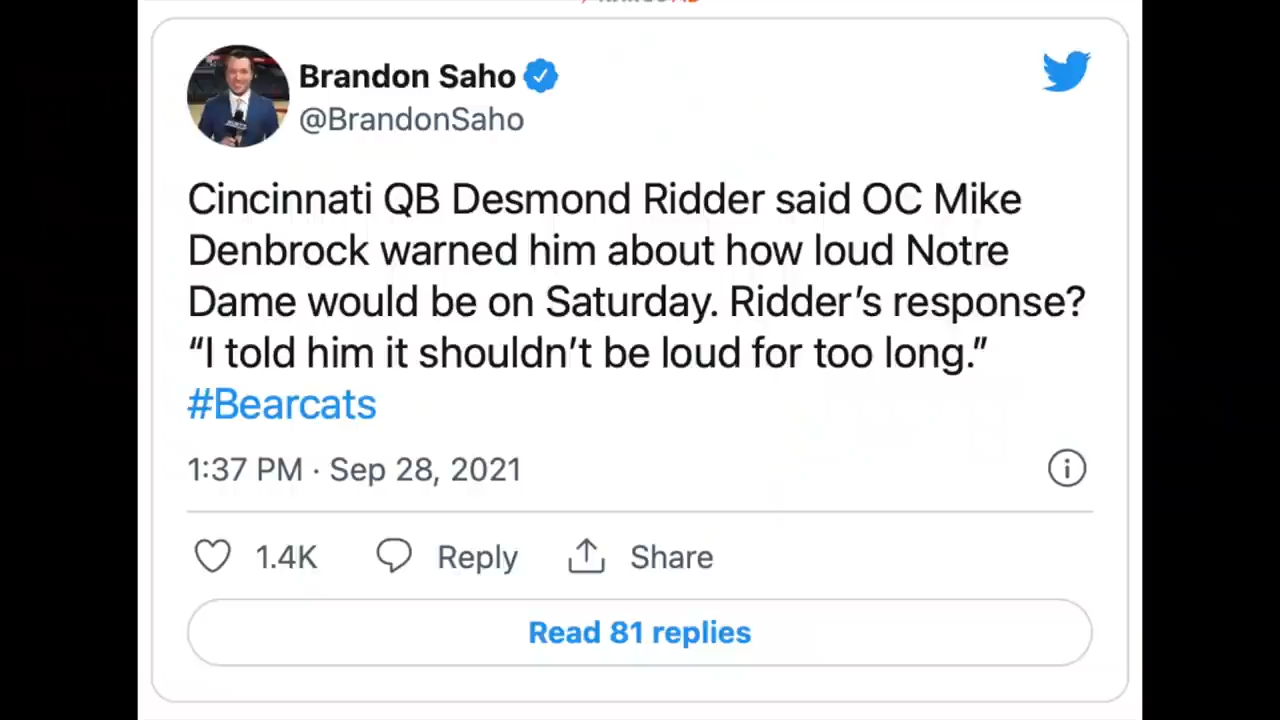 Brandon Saho
@BrandonSaho
Cincinnati QB Desmond Ridder said OC Mike
Denbrock warned him about how loud Notre
Dame would be on Saturday. Ridder’s response?
“I told him it shouldn’t be loud for too long.”
#Bearcats
1:37 PM · Sep 28, 2021
1.4K Reply Share
Read 81 replies